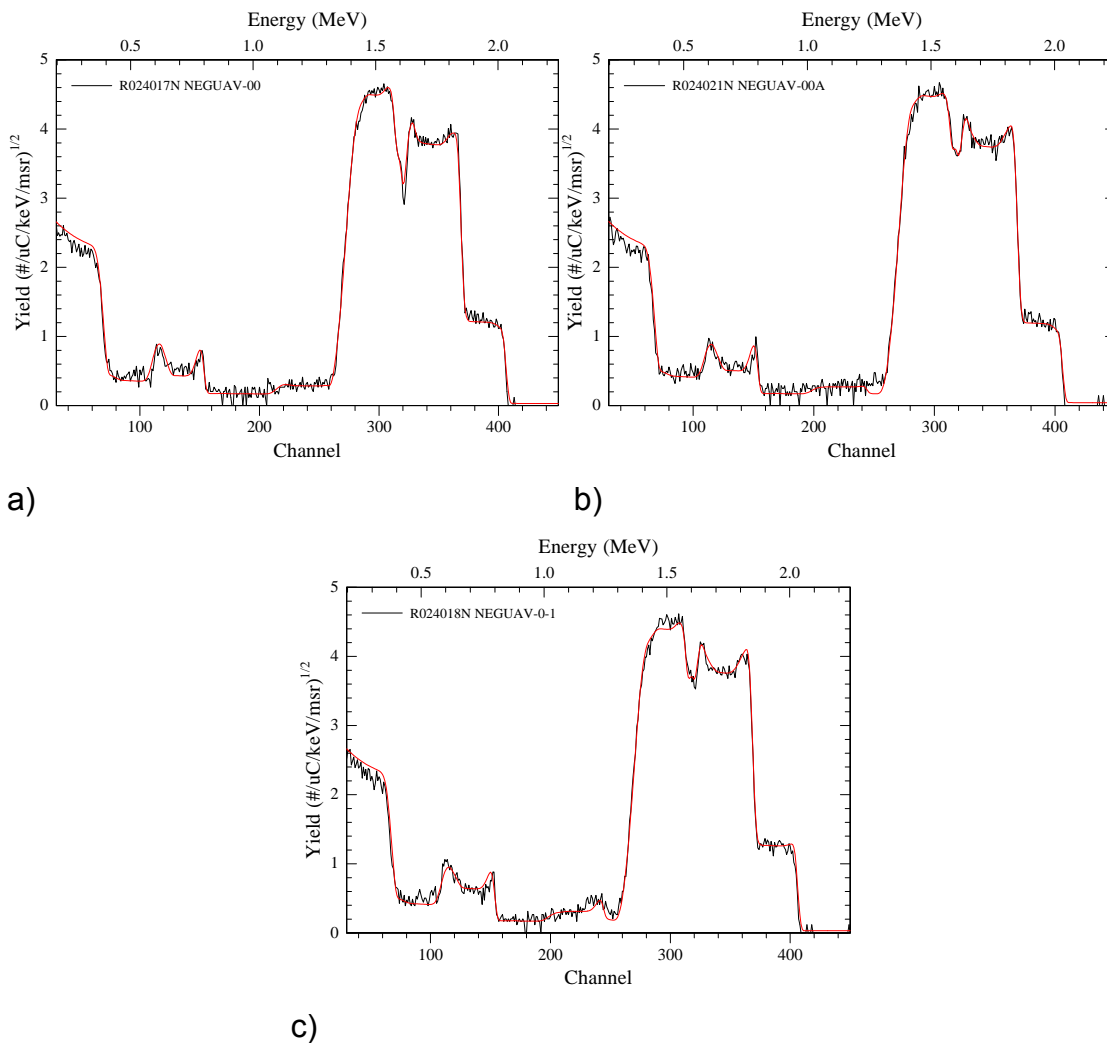 Energy (MeV)
0.5 1.0 1.5 2.0
R024017N NEGUAV-00
Yield (#/uC/keV/msr)^1/2
5
4
3
2
1
0
100 200 300 400
Channel
a)
Energy (MeV)
0.5 1.0 1.5 2.0
R024021N NEGUAV-00A
Yield (#/uC/keV/msr)^1/2
5
4
3
2
1
0
100 200 300 400
Channel
b)
Energy (MeV)
0.5 1.0 1.5 2.0
R024018N NEGUAV-0-1
Yield (#/uC/keV/msr)^1/2
5
4
3
2
1
0
100 200 300 400
Channel
c)